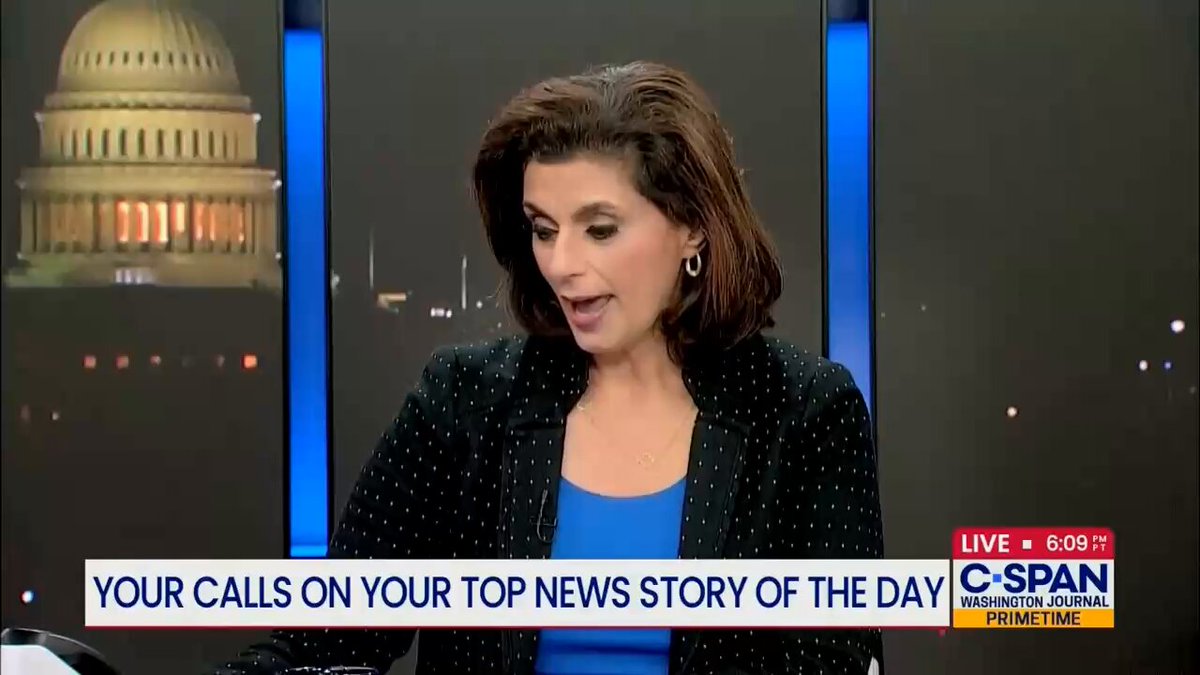 LIVE 6:09 PM PT
YOUR CALLS ON YOUR TOP NEWS STORY OF THE DAY
C-SPAN
WASHINGTON JOURNAL
PRIMETIME